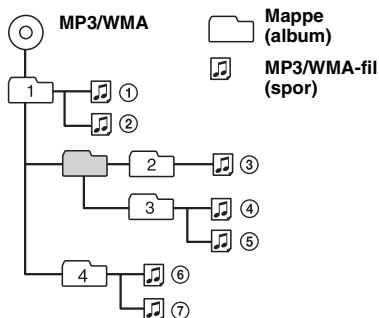 MP3/WMA
Mappe
(album)
MP3/WMA-fil
(spor)
1
①
②
2
③
3
④
⑤
4
⑥
⑦